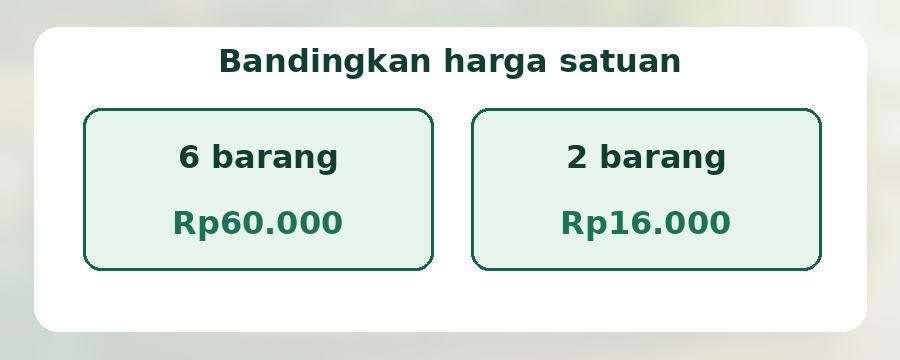 Bandingkan harga satuan
6 barang
Rp60.000
2 barang
Rp16.000